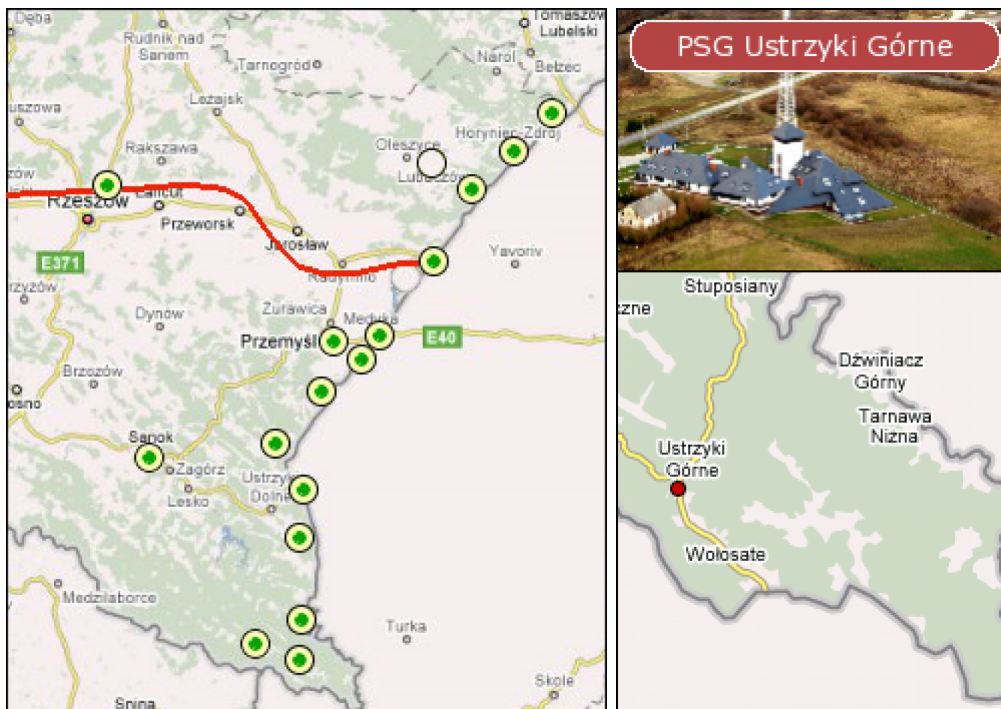 Dęba
Rudnik nad
Sanem
Tomaszów
Lubelski
Tarnogród
Narol
Bełżec
Leżajsk
Horyniec-Zdrój
Oleszyce
Lubaczów
Rakszawa
Rzeszów
Łańcut
Przeworsk
Jarosław
Radymno
Yavoriv
E371
Dynów
Żurawica
Medyka
Przemyśl
E40
Brzozów
Sanok
Zagórz
Lesko
Ustrzyki
Dolne
Medzilaborce
Turka
Skole
Snina
PSG Ustrzyki Górne
Stuposiany
zne
Dźwiniacz
Górny
Tarnawa
Niżna
Ustrzyki
Górne
Wołosate